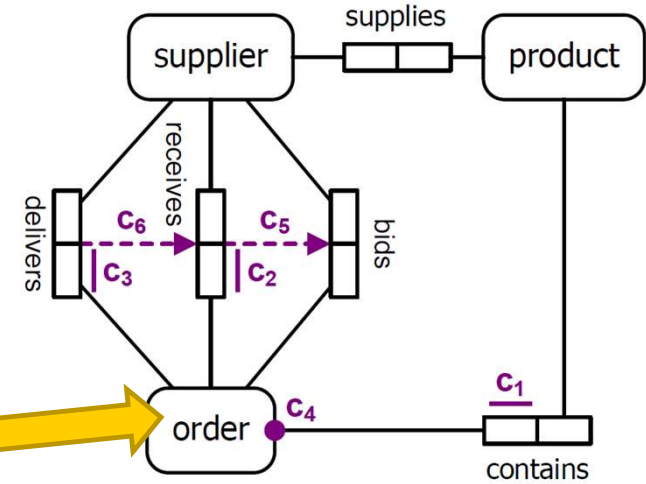 supplies
supplier
product
receives
delivers
bids
c₆
c₅
c₃
c₂
order
c₄
c₁
contains